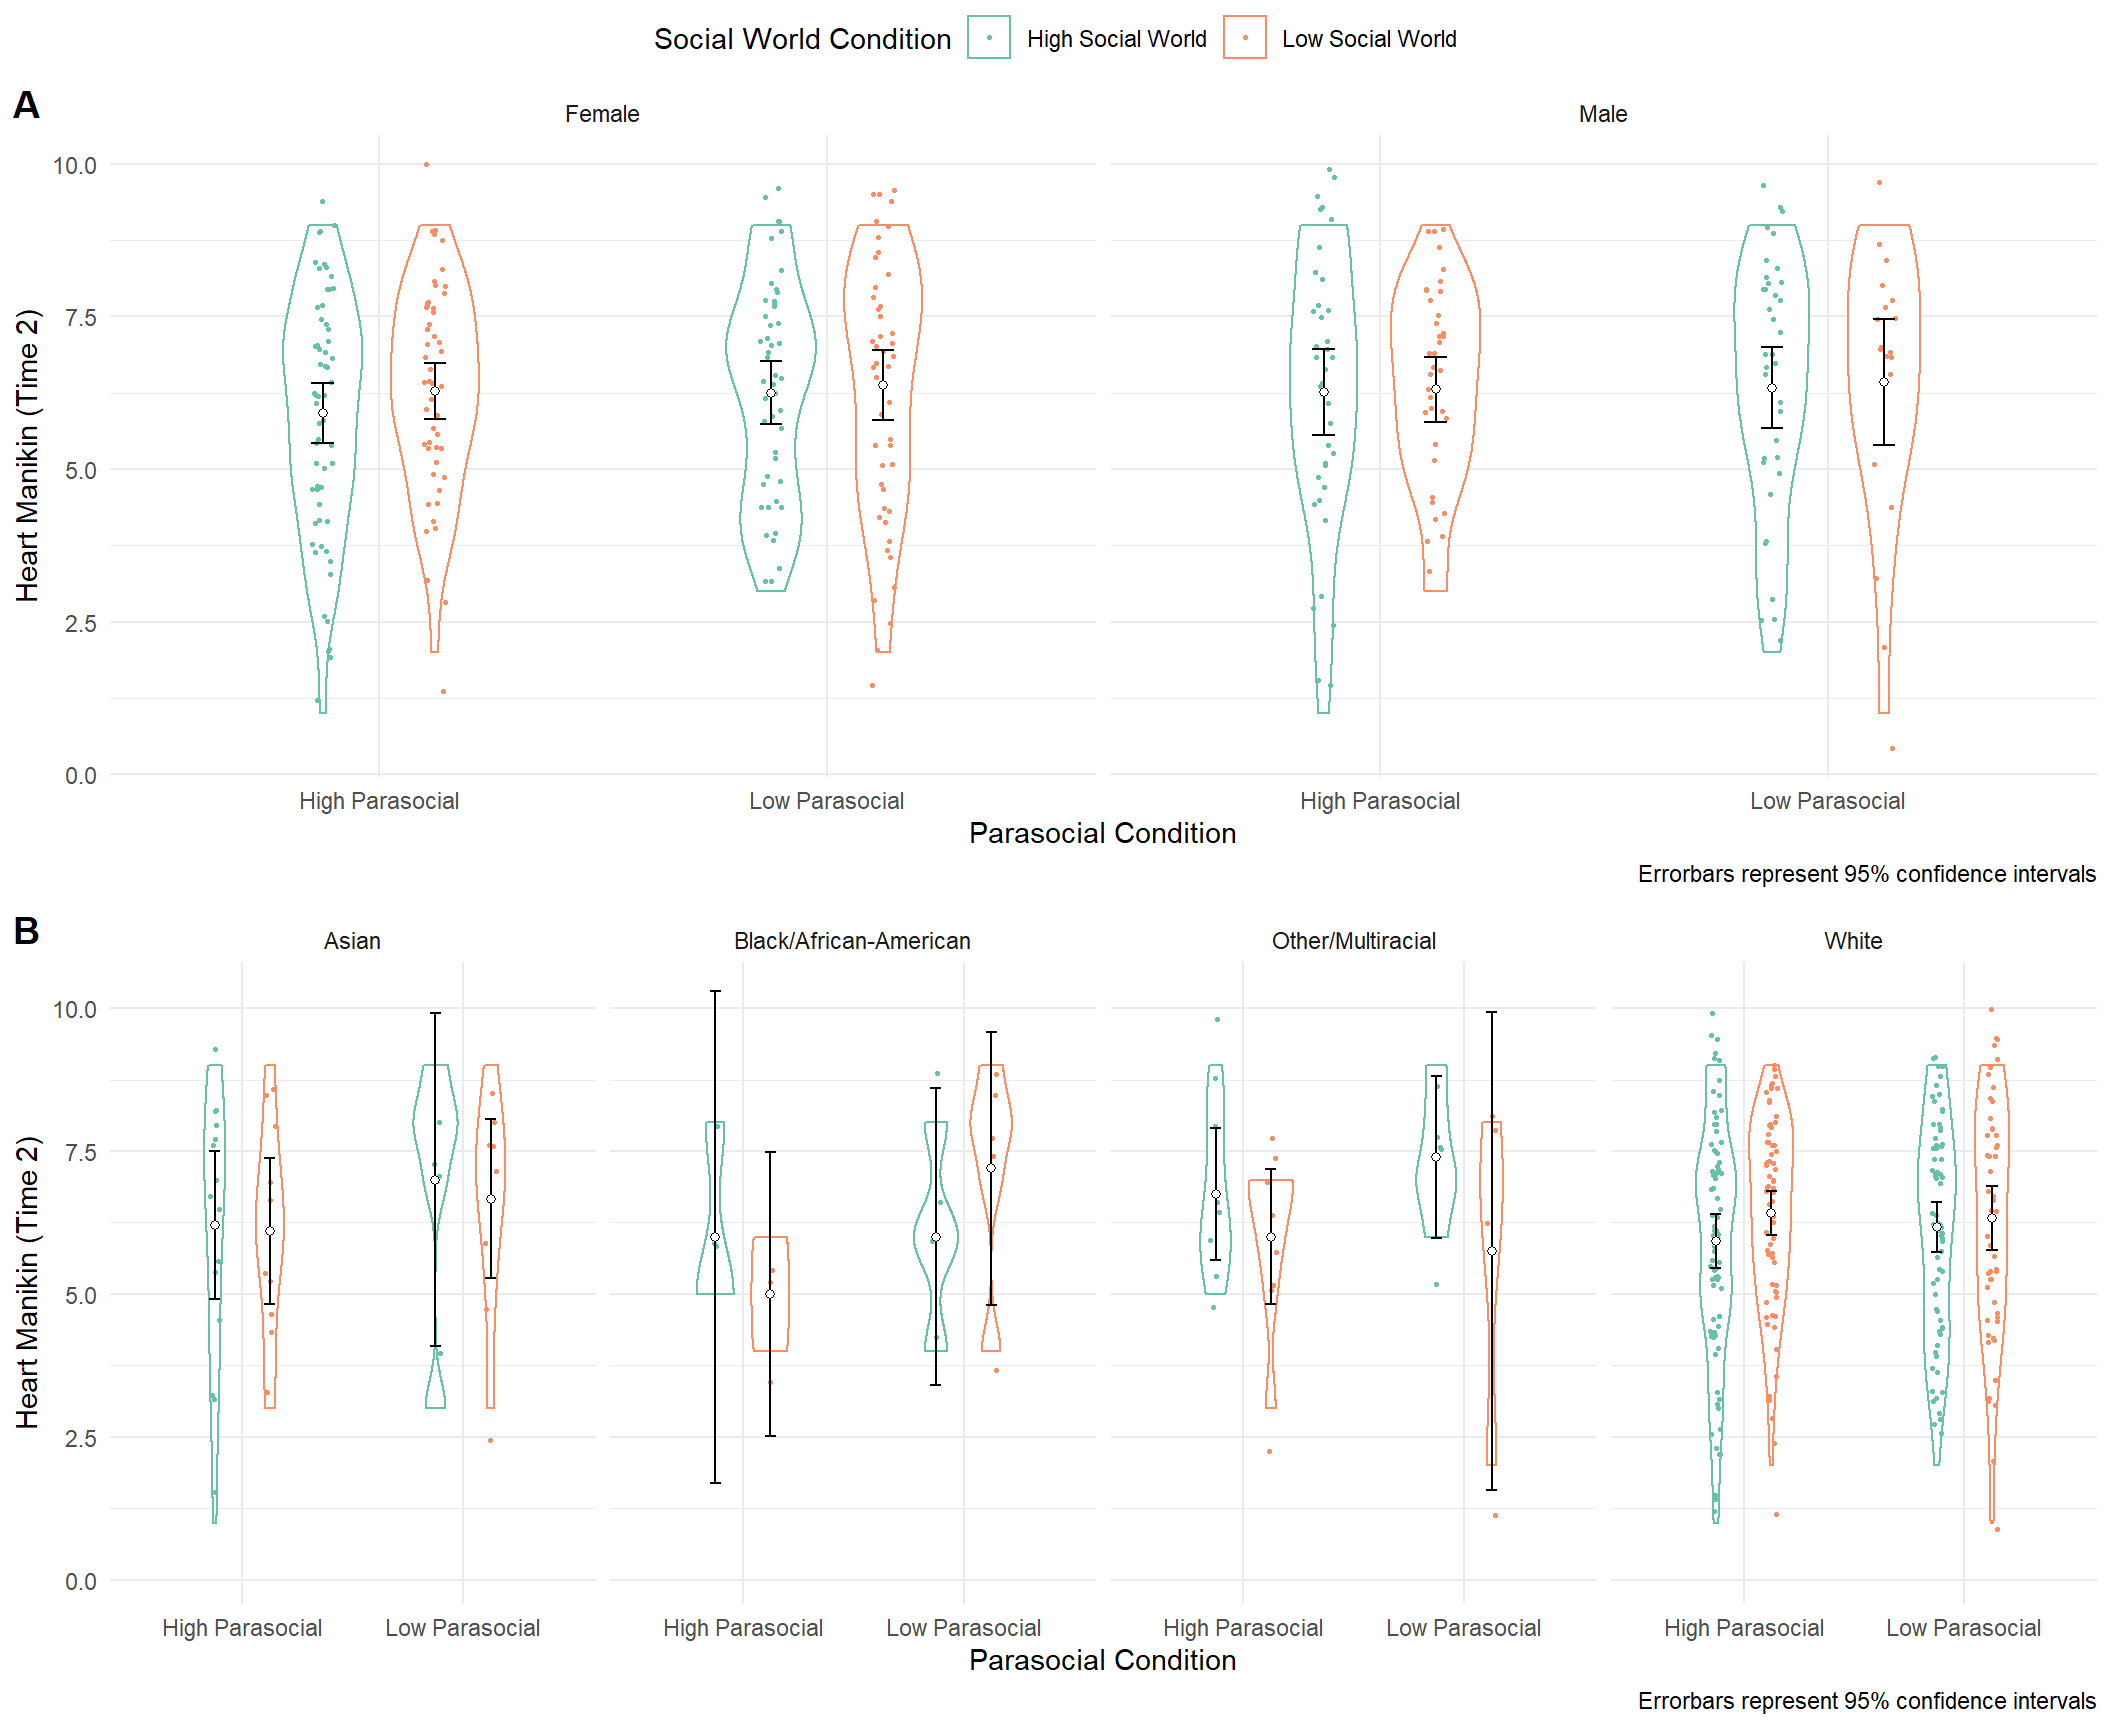 Social World Condition High Social World Low Social World
A
Female Male
10.0
7.5
5.0
2.5
0.0
Heart Manikin (Time 2)
High Parasocial Low Parasocial High Parasocial Low Parasocial
Parasocial Condition
Errorbars represent 95% confidence intervals
B
Asian Black/African-American Other/Multiracial White
10.0
7.5
5.0
2.5
0.0
Heart Manikin (Time 2)
High Parasocial Low Parasocial High Parasocial Low Parasocial High Parasocial Low Parasocial High Parasocial Low Parasocial
Parasocial Condition
Errorbars represent 95% confidence intervals